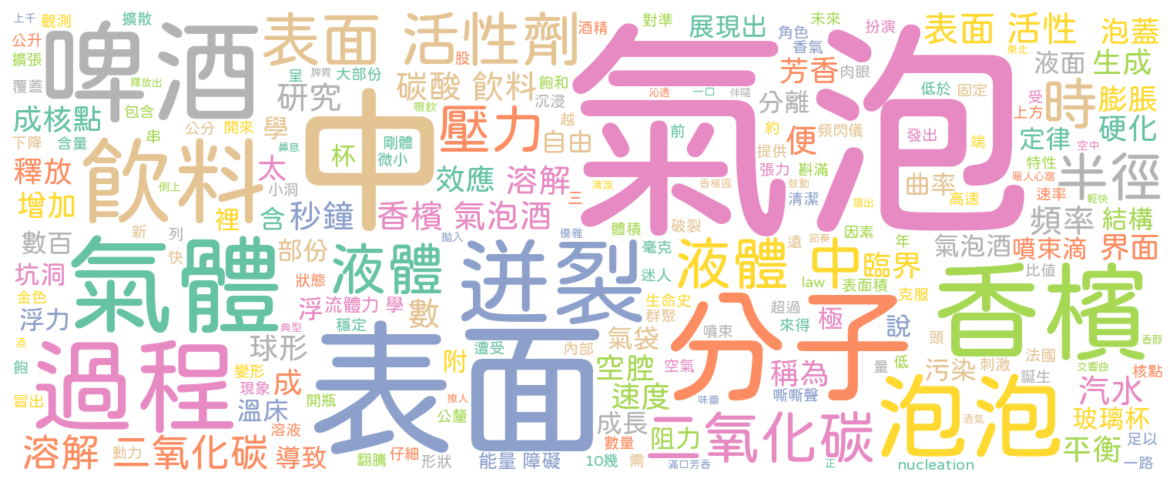 上千 觀測 擴散 啤酒 表面 活性劑 酒精 對準 展現出 角色 未來 扮演 表面 活性 泡蓋
公升 股 香氣 東北
擴張 呈 脾胃 大部份 碳酸 飲料 飽和 氣泡 芳香 肉眼 液面 生成
覆蓋 釋放出 研究 沉浸 沁透 一口 伴隨 分離 低於 固定 膨脹
成核點 包含 中 啜飲 越 前 約 頻閃儀 受 上方 時 硬化
含量 串 公分 開來 學 剛體 壓力 自由 便 發出 端 定律
下降 飲料 鼻息 杯 微小 提供 空中 特性
釋放 太 效應 溶解 清涼 張力 斟滿 曲率 暖人心窩 半徑
倒上 小洞 香檳區 鼓動 清潔 高速 速率
增加 裡 含 秒鐘 香檳 氣泡酒 三 踏出 頻率 結構
新 列 拋入 優雅 體積 破裂 遠 節奏 因素
數百 快 部份 液體 迸裂 毫克 液體 中 年 氣泡酒 噴束滴 界面
坑洞 氣體 狀態 迷人 law 表面積 臨界 比值
金色 浮 流體力 學 生命史 超過 克服 香檳
浮力 典型 穩定 數 群聚 噴束 來得 極 說
酒 過程 球形 表面 遭受 氣袋 分子 頭 法國 香醇
變形 附 內部 空腔 空氣 稱為 量 低 污染 刺激 交響曲 核點
飽 現象 成 速度 誕生 汽水
冒出 溫床 開瓶 撩人 公釐 味蕾 嘶嘶聲 泡泡 玻璃杯
溶液 成長 數量 阻力 二氧化碳 酒氣 平衡 足以
溶解 二氧化碳 動力 導致 翻騰 仔細 形狀 能量 障礙 10幾 需 滿口芳香 正 nucleation 一路